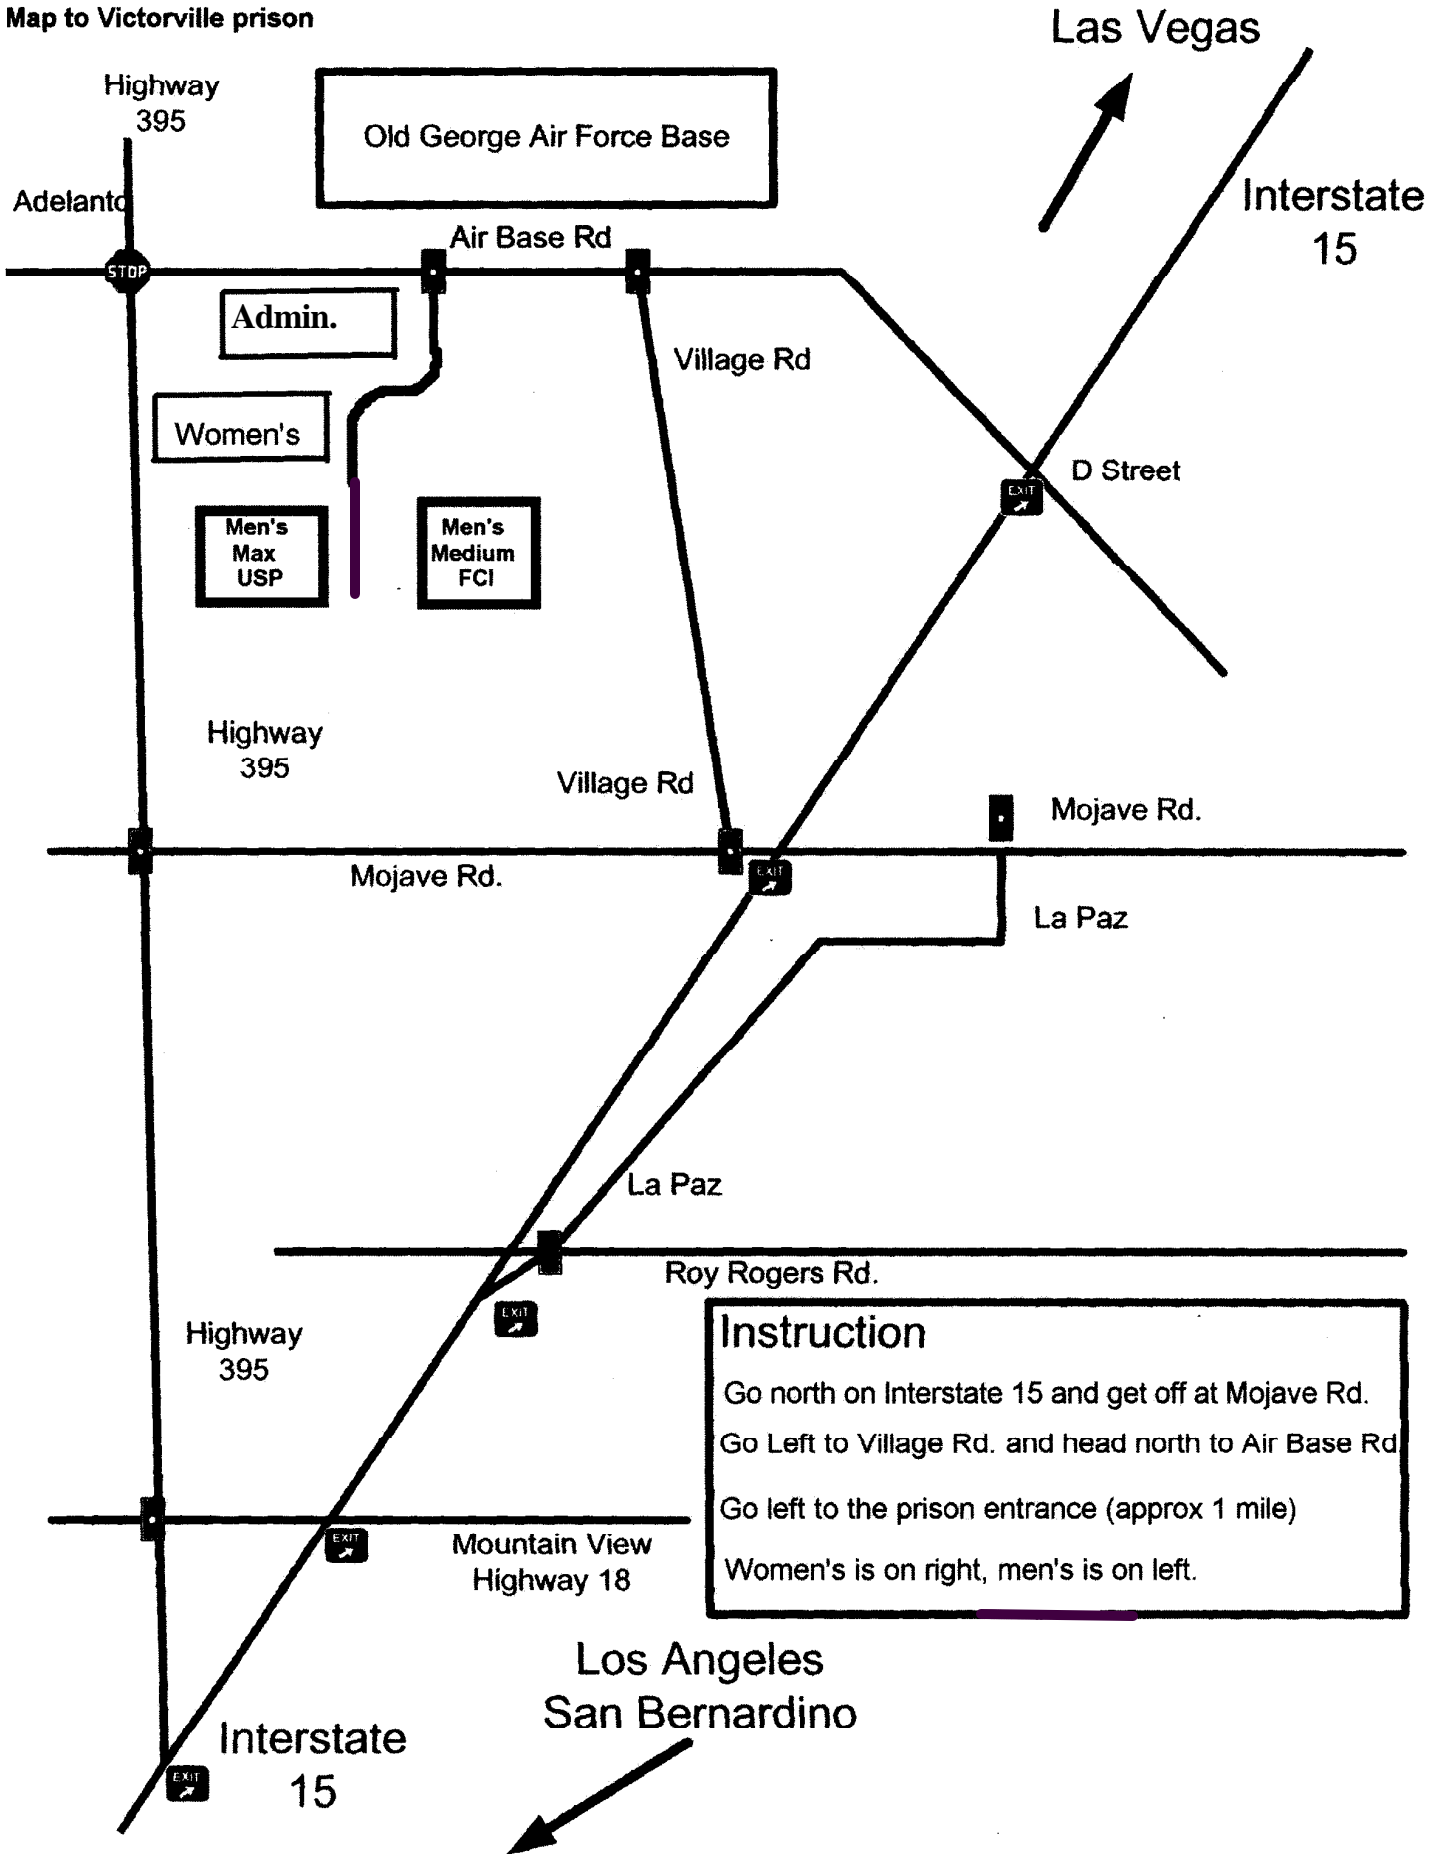 Map to Victorville prison
Las Vegas
Highway
395
Old George Air Force Base
Adelanto
Interstate
15
Air Base Rd
STOP
Admin.
Village Rd
Women's
D Street
EXIT
Men's
Max
USP
Men's
Medium
FCI
Highway
395
Village Rd
Mojave Rd.
Mojave Rd.
EXIT
La Paz
La Paz
Roy Rogers Rd.
EXIT
Highway
395
Instruction
Go north on Interstate 15 and get off at Mojave Rd.
Go Left to Village Rd. and head north to Air Base Rd
Go left to the prison entrance (approx 1 mile)
Women's is on right, men's is on left.
EXIT
Mountain View
Highway 18
Los Angeles
San Bernardino
Interstate
15
EXIT